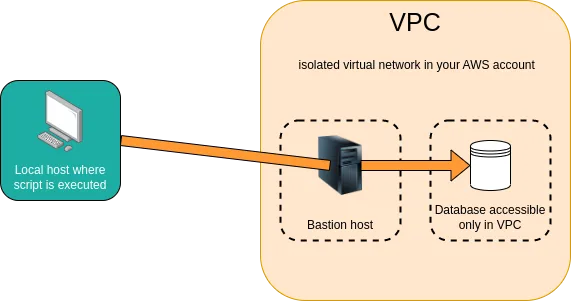 VPC
isolated virtual network in your AWS account
Local host where
script is executed
Bastion host
Database accessible
only in VPC